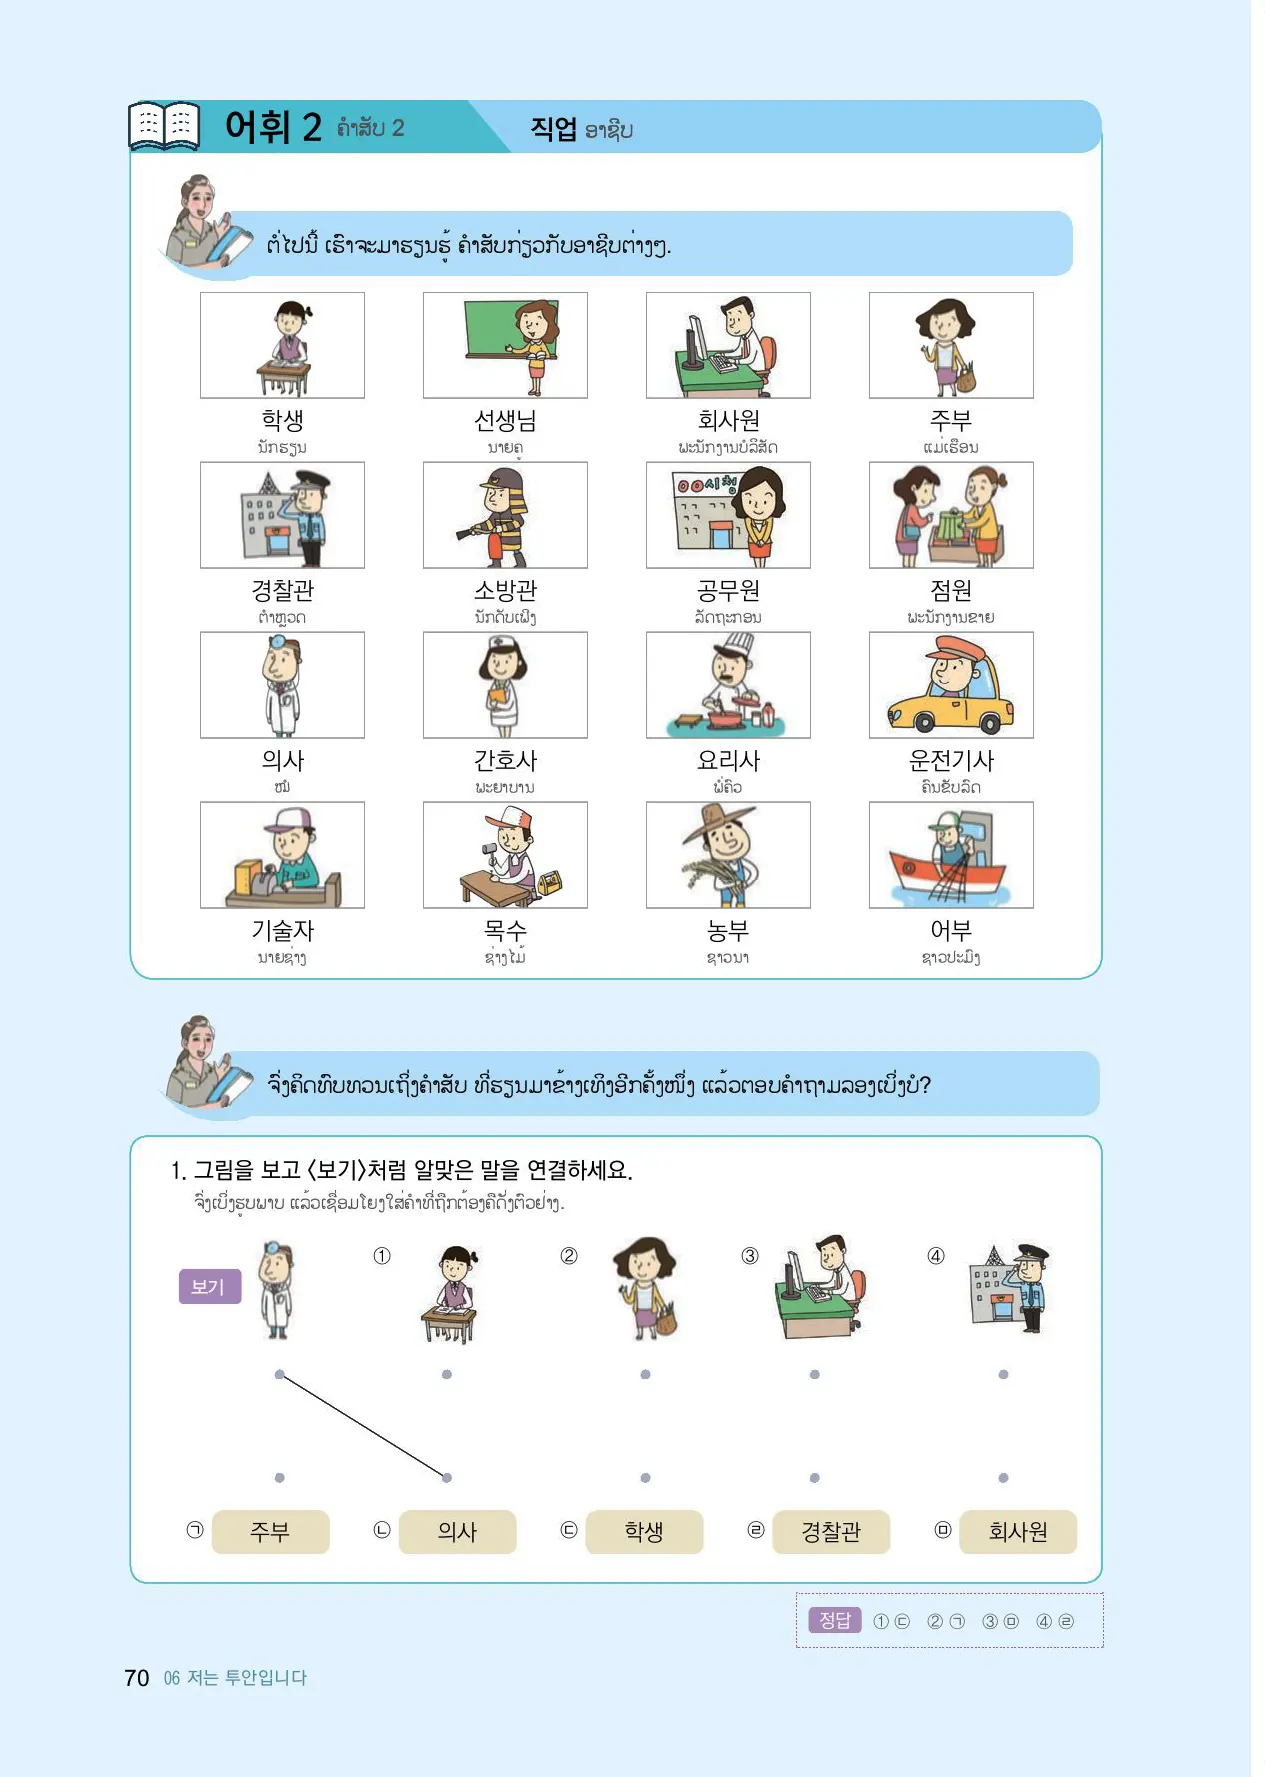 어휘 2 ຄຳສັບ 2 직업 ອາຊີບ
ຕໍ່ໄປນີ້ ເຮົາຈະມາຮຽນຮູ້ ຄຳສັບກ່ຽວກັບອາຊີບຕ່າງໆ.
학생 선생님 회사원 주부
ນັກຮຽນ ນາຍຄູ ພະນັກງານບໍລິສັດ ແມ່ເຮືອນ
00시청
경찰관 소방관 공무원 점원
ຕຳຫຼວດ ນັກດັບເພີງ ລັດຖະກອນ ພະນັກງານຂາຍ
의사 간호사 요리사 운전기사
ໝໍ ພະຍາບານ ພໍ່ຄົວ ຄົນຂັບລົດ
기술자 목수 농부 어부
ນາຍຊ່າງ ຊ່າງໄມ້ ຊາວນາ ຊາວປະມົງ
ຈົ່ງຄິດທົບທວນເຖິ່ງຄຳສັບ ທີ່ຮຽນມາຂ້າງເທິງອີກຄັ້ງໜຶ່ງ ແລ້ວຕອບຄຳຖາມລອງເບິ່ງບໍ?
1. 그림을 보고 〈보기〉처럼 알맞은 말을 연결하세요.
ຈົ່ງເບິ່ງຮູບພາບ ແລ້ວເຊື່ອມໂຍງໃສ່ຄຳທີ່ຖືກຕ້ອງຄືດັ່ງຕົວຢ່າງ.
보기 ① ② ③ ④
㉠ 주부 ㉡ 의사 ㉢ 학생 ㉣ 경찰관 ㉤ 회사원
정답 ① ㉢ ② ㉠ ③ ㉤ ④ ㉣
70 06 저는 투안입니다